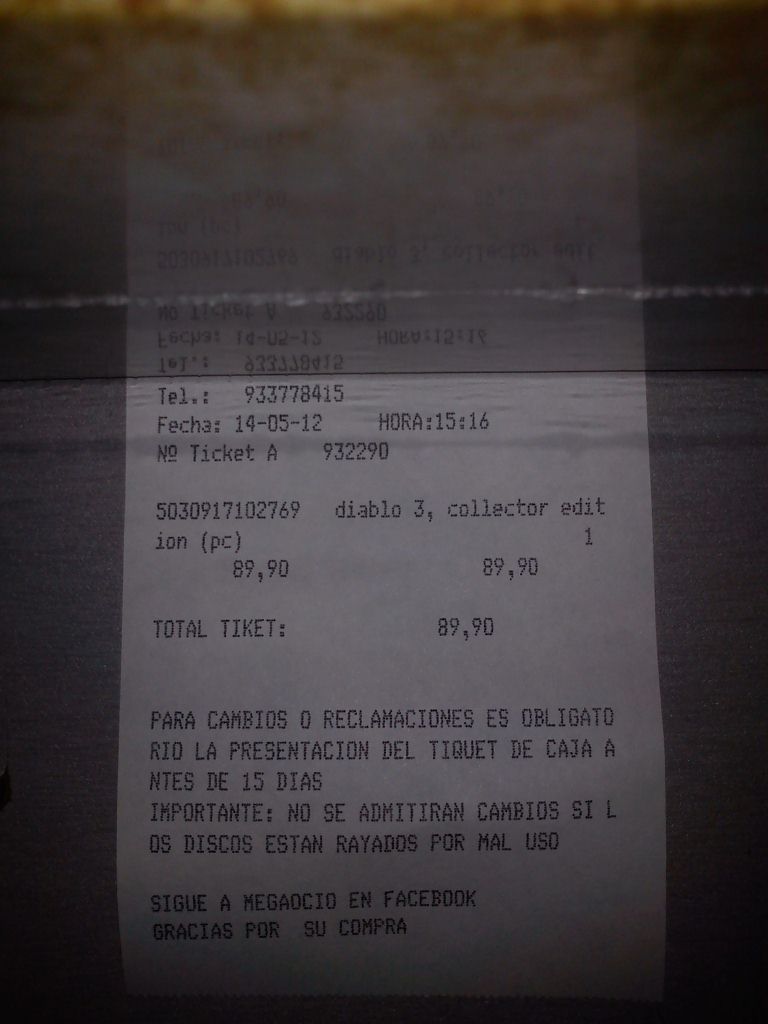 Tel.: 933778415
Fecha: 14-05-12 HORA:15:16
Nº Ticket A 932290
5030917102769 diablo 3, collector edit
ion (pc) 1
89,90 89,90
TOTAL TIKET: 89,90
PARA CAMBIOS O RECLAMACIONES ES OBLIGATO
RIO LA PRESENTACION DEL TIQUET DE CAJA A
NTES DE 15 DIAS
IMPORTANTE: NO SE ADMITIRAN CAMBIOS SI L
OS DISCOS ESTAN RAYADOS POR MAL USO
SIGUE A MEGAOCIO EN FACEBOOK
GRACIAS POR SU COMPRA